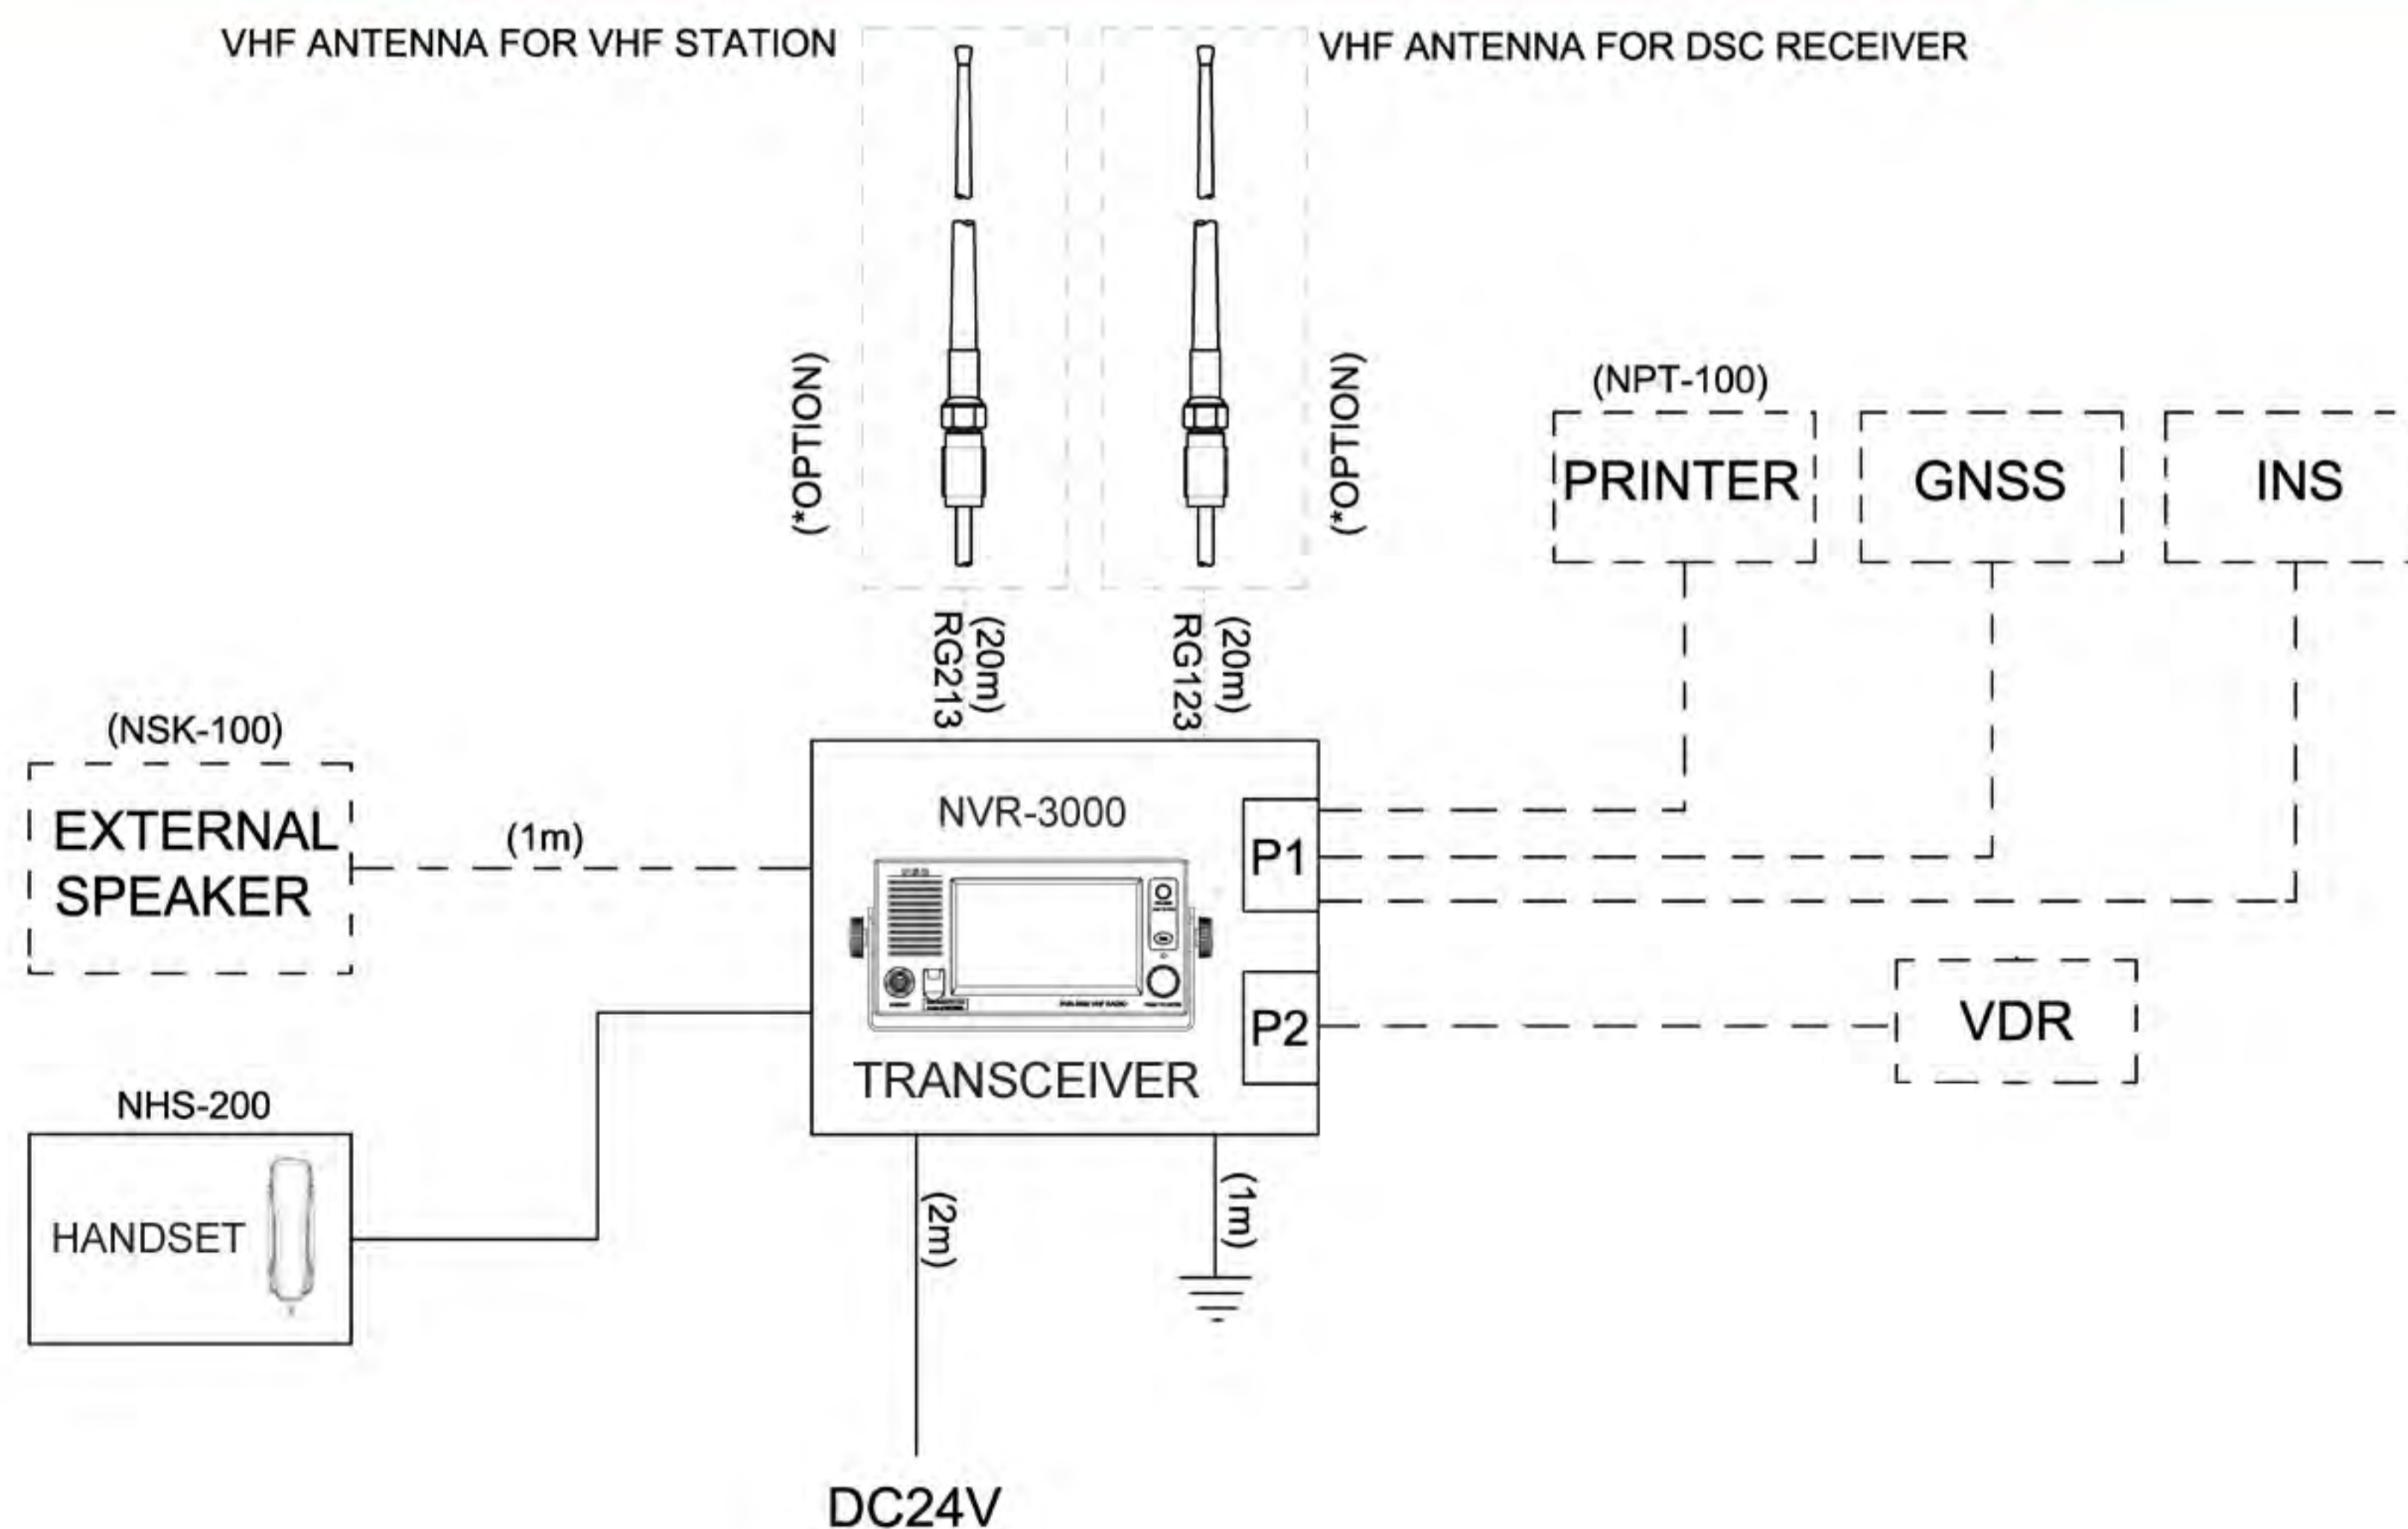 VHF ANTENNA FOR VHF STATION
VHF ANTENNA FOR DSC RECEIVER
(*OPTION)
(*OPTION)
(NPT-100)
PRINTER
GNSS
INS
(20m)
RG213
(20m)
RG123
(NSK-100)
EXTERNAL
SPEAKER
(1m)
NVR-3000
P1
P2
TRANSCEIVER
VDR
NHS-200
HANDSET
(2m)
(1m)
DC24V